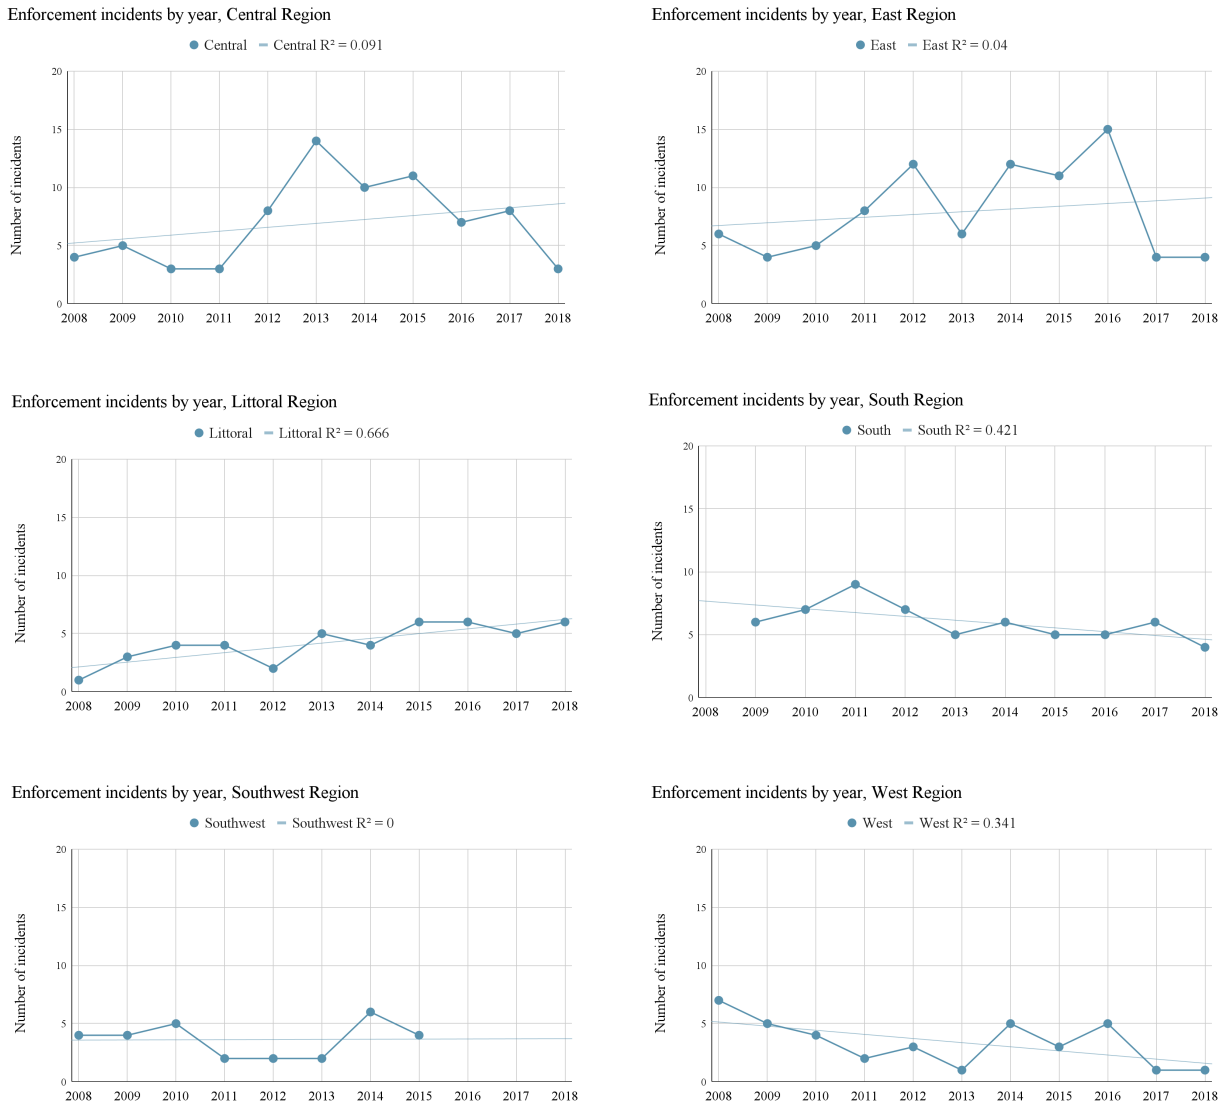 Enforcement incidents by year, Central Region
Central Central R² = 0.091
Number of incidents
20
15
10
5
0
2008 2009 2010 2011 2012 2013 2014 2015 2016 2017 2018
Enforcement incidents by year, East Region
East East R² = 0.04
Number of incidents
20
15
10
5
0
2008 2009 2010 2011 2012 2013 2014 2015 2016 2017 2018
Enforcement incidents by year, Littoral Region
Littoral Littoral R² = 0.666
Number of incidents
20
15
10
5
0
2008 2009 2010 2011 2012 2013 2014 2015 2016 2017 2018
Enforcement incidents by year, South Region
South South R² = 0.421
Number of incidents
20
15
10
5
0
2008 2009 2010 2011 2012 2013 2014 2015 2016 2017 2018
Enforcement incidents by year, Southwest Region
Southwest Southwest R² = 0
Number of incidents
20
15
10
5
0
2008 2009 2010 2011 2012 2013 2014 2015 2016 2017 2018
Enforcement incidents by year, West Region
West West R² = 0.341
Number of incidents
20
15
10
5
0
2008 2009 2010 2011 2012 2013 2014 2015 2016 2017 2018